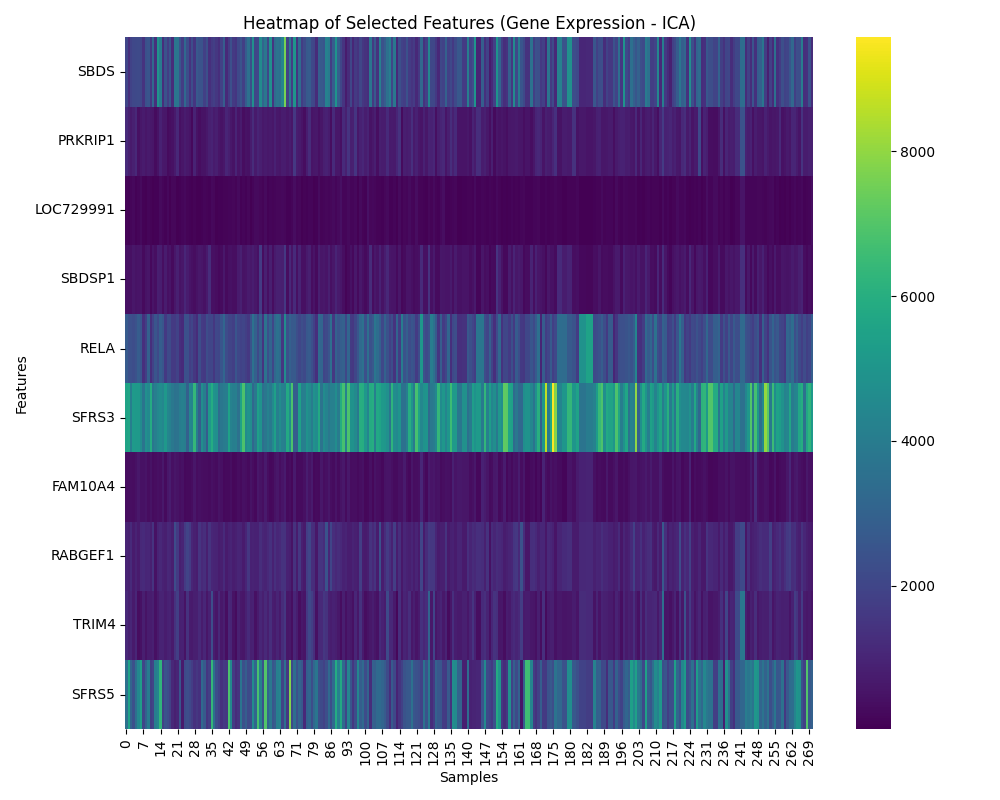 Heatmap of Selected Features (Gene Expression - ICA)
Features
SBDS
PRKRIP1
LOC729991
SBDSP1
RELA
SFRS3
FAM10A4
RABGEF1
TRIM4
SFRS5
0 7 14 21 28 35 42 49 56 63 71 79 86 93 100 107 114 121 128 135 140 147 154 161 168 175 180 182 189 196 203 210 217 224 231 236 241 248 255 262 269
Samples
8000
6000
4000
2000